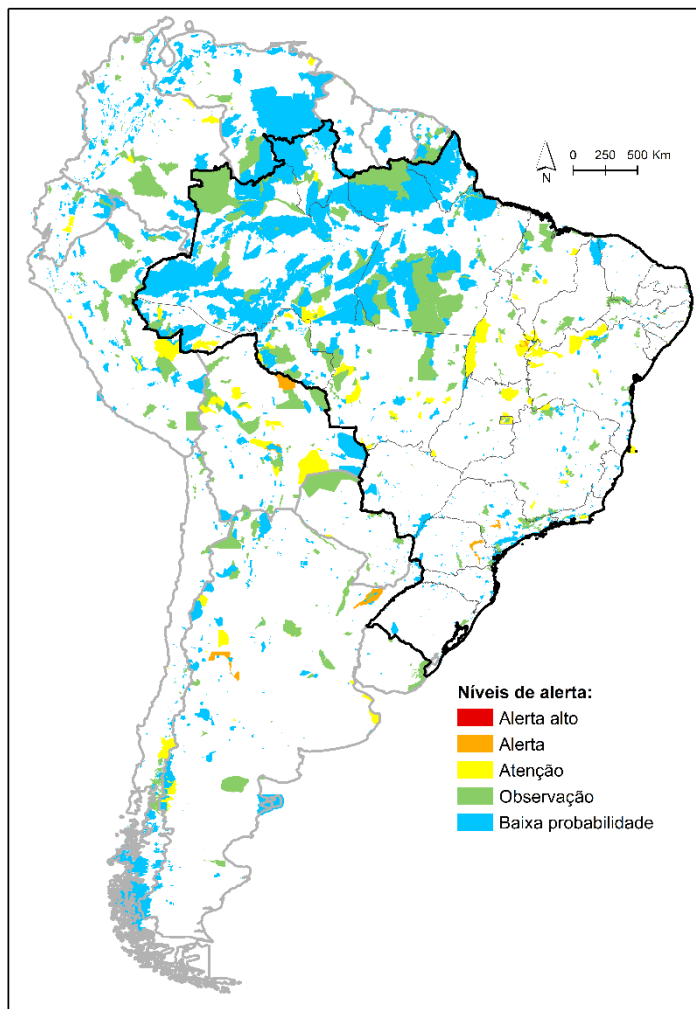 N
0 250 500 Km
Níveis de alerta:
Alerta alto
Alerta
Atenção
Observação
Baixa probabilidade